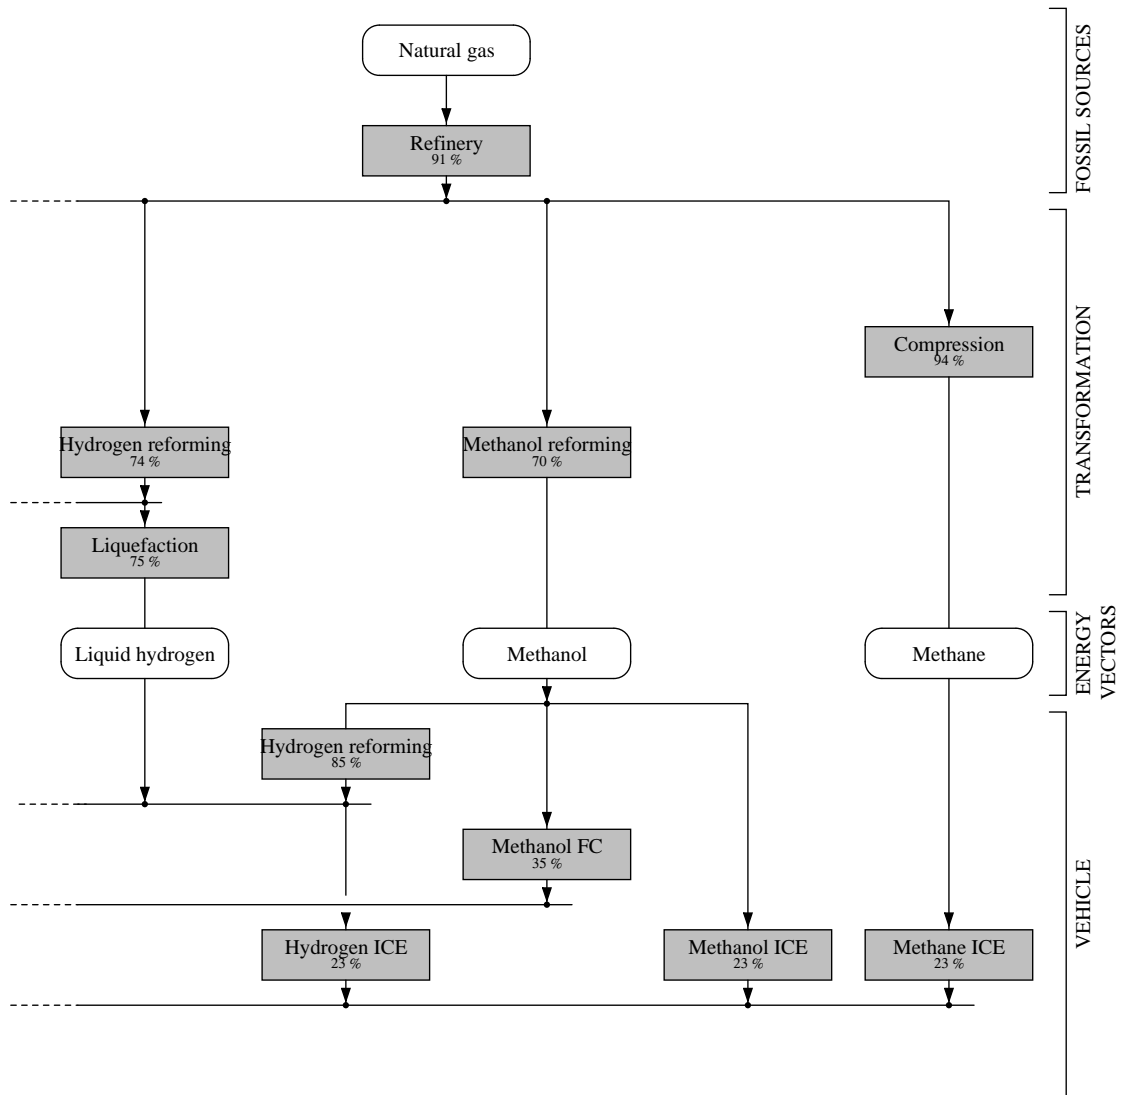 Natural gas
Refinery
91 %
FOSSIL SOURCES
Compression
94 %
Hydrogen reforming
74 %
Methanol reforming
70 %
Liquefaction
75 %
TRANSFORMATION
Liquid hydrogen
Methanol
Methane
ENERGY
VECTORS
Hydrogen reforming
85 %
Methanol FC
35 %
Hydrogen ICE
23 %
Methanol ICE
23 %
Methane ICE
23 %
VEHICLE